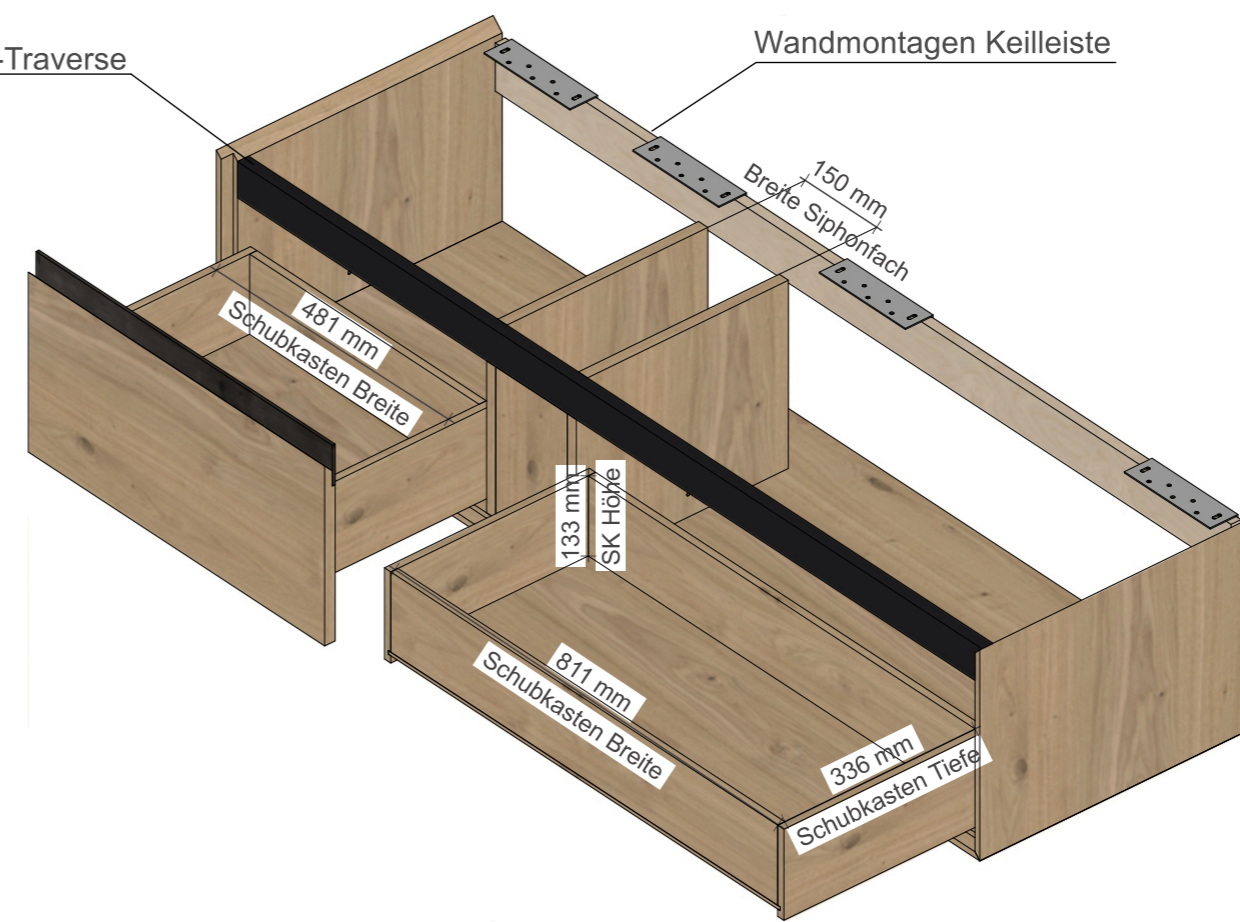 -Traverse
Wandmontagen Keilleiste
150 mm
Breite Siphonfach
481 mm
Schubkasten Breite
133 mm
SK Höhe
811 mm
Schubkasten Breite
336 mm
Schubkasten Tiefe